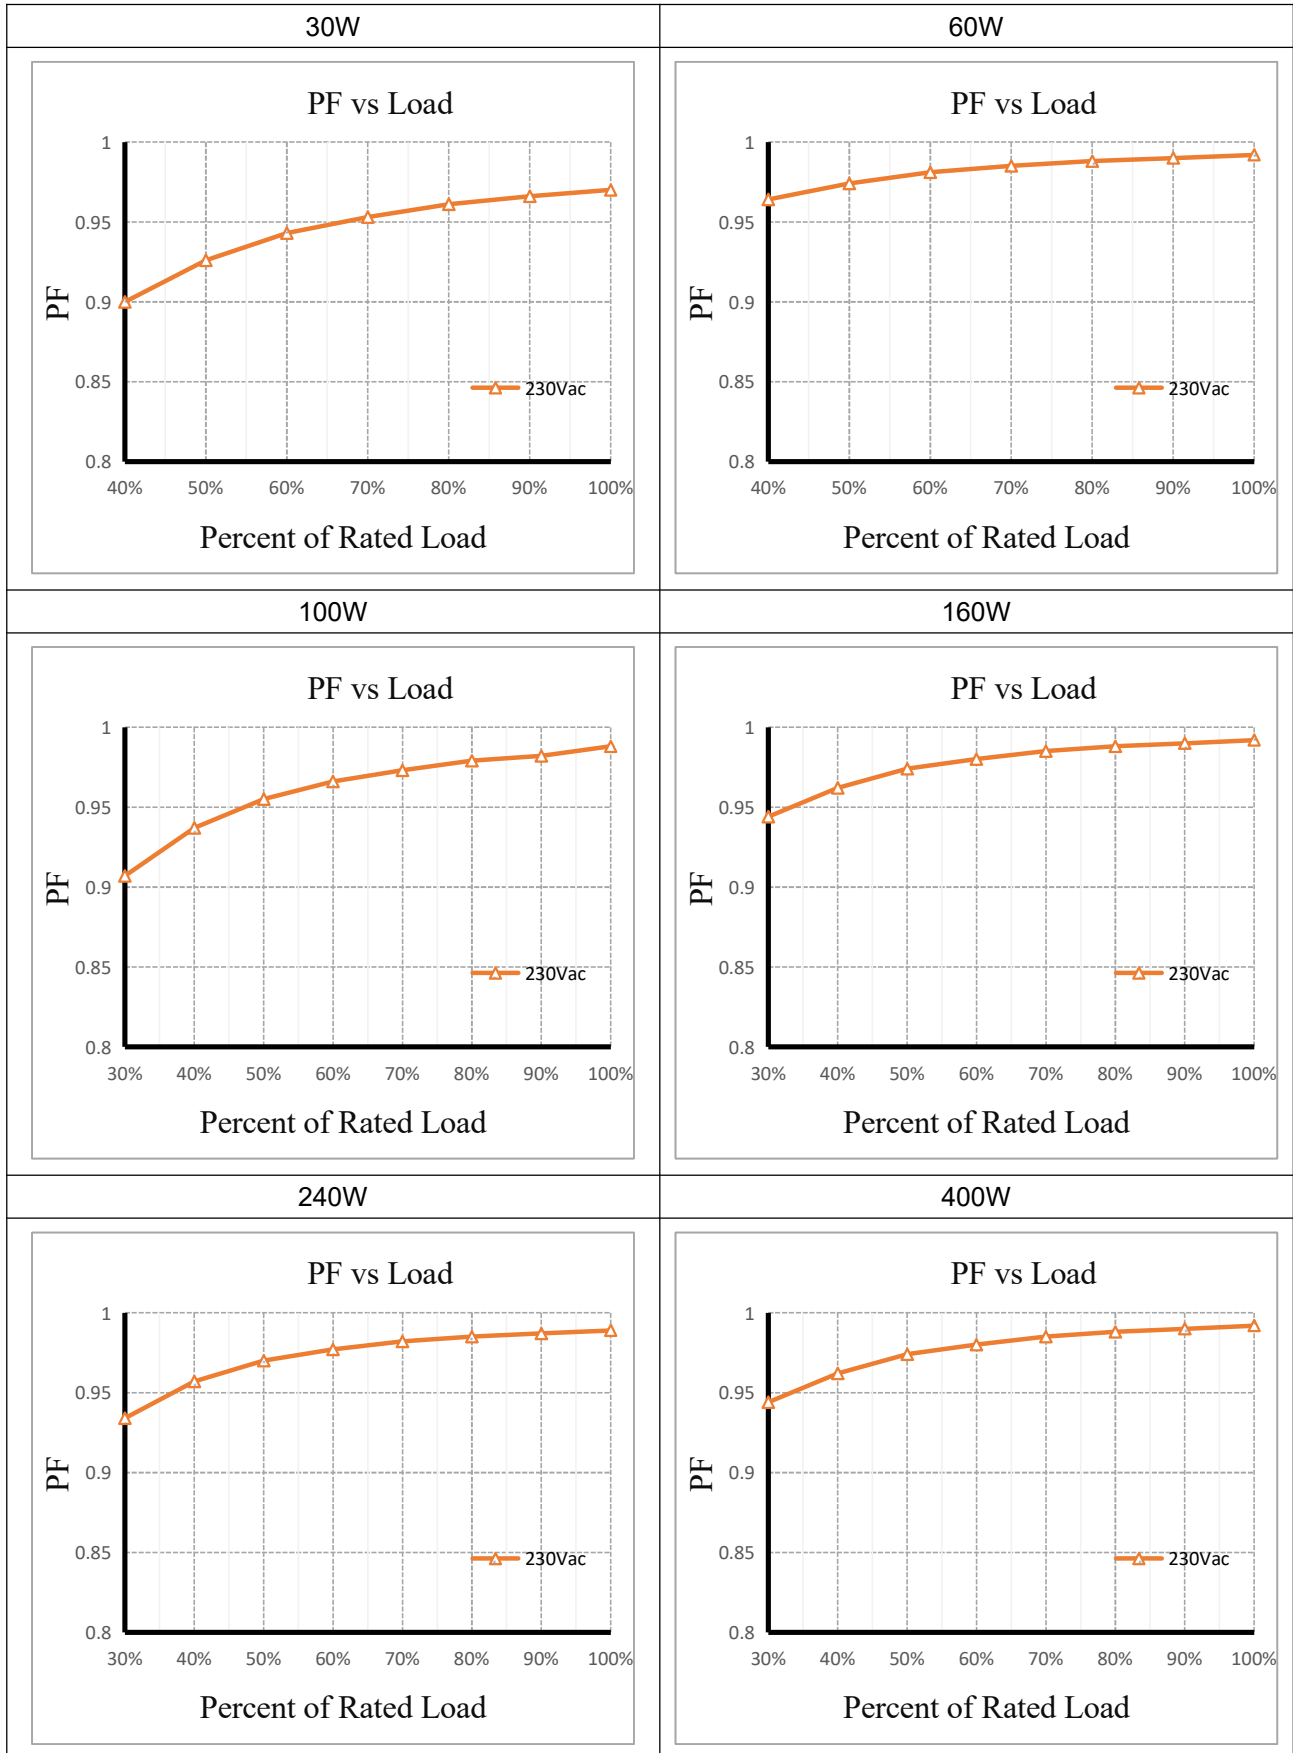 30W
60W
PF vs Load
1
0.95
0.9
0.85
0.8
PF
230Vac
40% 50% 60% 70% 80% 90% 100%
Percent of Rated Load
PF vs Load
1
0.95
0.9
0.85
0.8
PF
230Vac
40% 50% 60% 70% 80% 90% 100%
Percent of Rated Load
100W
160W
PF vs Load
1
0.95
0.9
0.85
0.8
PF
230Vac
30% 40% 50% 60% 70% 80% 90% 100%
Percent of Rated Load
PF vs Load
1
0.95
0.9
0.85
0.8
PF
230Vac
30% 40% 50% 60% 70% 80% 90% 100%
Percent of Rated Load
240W
400W
PF vs Load
1
0.95
0.9
0.85
0.8
PF
230Vac
30% 40% 50% 60% 70% 80% 90% 100%
Percent of Rated Load
PF vs Load
1
0.95
0.9
0.85
0.8
PF
230Vac
30% 40% 50% 60% 70% 80% 90% 100%
Percent of Rated Load